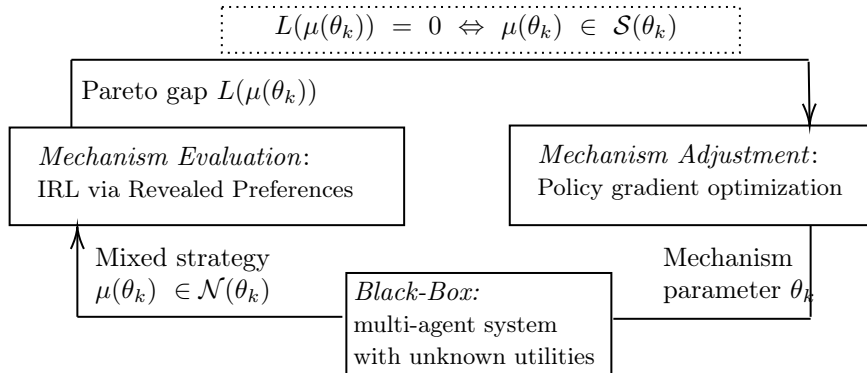 L(μ(θ_k)) = 0 ⇔ μ(θ_k) ∈ 𝒮(θ_k)
Pareto gap L(μ(θ_k))
Mechanism Evaluation:
IRL via Revealed Preferences
Mechanism Adjustment:
Policy gradient optimization
Mixed strategy
μ(θ_k) ∈ 𝒩(θ_k)
Black-Box:
multi-agent system
with unknown utilities
Mechanism
parameter θ_k